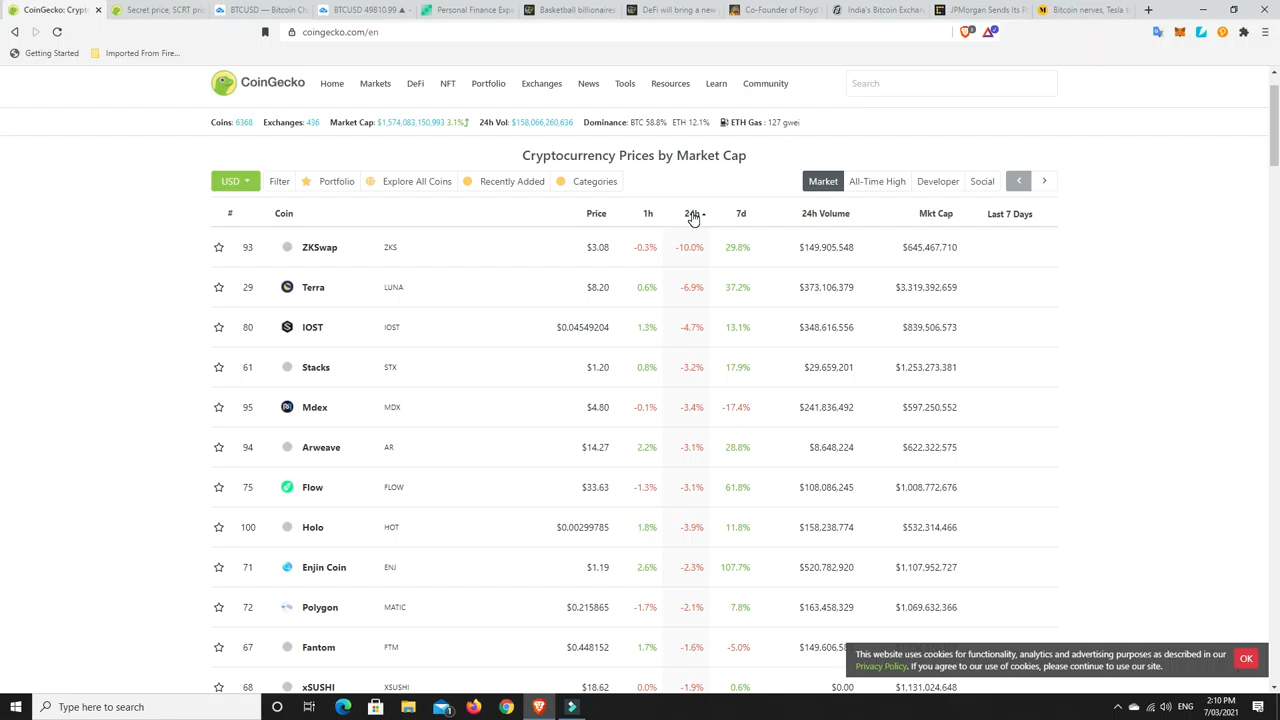 CoinGecko: Crypt
Secret price, SCRT pric
BTCUSD — Bitcoin Ch
BTCUSD 49810.99 ▲
Personal Finance Exp
Basketball billionaires
DeFi will bring a new
Co-Founder of Floyd
India's Bitcoin Exchan
JPMorgan Sends Its P
Bitcoin nerves, Tesla t
coingecko.com/en
Getting Started
Imported From Fire...
CoinGecko
Home Markets DeFi NFT Portfolio Exchanges News Tools Resources Learn Community
Search
Coins: 6368 Exchanges: 436 Market Cap: $1,574,083,150,993 3.1% 24h Vol: $158,066,260,636 Dominance: BTC 58.8% ETH 12.1% ETH Gas : 127 gwei
Cryptocurrency Prices by Market Cap
USD Filter Portfolio Explore All Coins Recently Added Categories Market All-Time High Developer Social
# Coin Price 1h 24h 7d 24h Volume Mkt Cap Last 7 Days
93 ZKSwap ZKS $3.08 -0.3% -10.0% 29.8% $149,905,548 $645,467,710
29 Terra LUNA $8.20 0.6% -6.9% 37.2% $373,106,379 $3,319,392,659
80 IOST IOST $0.04549204 1.3% -4.7% 13.1% $348,616,556 $839,506,573
61 Stacks STX $1.20 0.8% -3.2% 17.9% $29,659,201 $1,253,273,381
95 Mdex MDX $4.80 -0.1% -3.4% -17.4% $241,836,492 $597,250,552
94 Arweave AR $14.27 2.2% -3.1% 28.8% $8,648,224 $622,322,575
75 Flow FLOW $33.63 -1.3% -3.1% 61.8% $108,086,245 $1,008,772,676
100 Holo HOT $0.00299785 1.8% -3.9% 11.8% $158,238,774 $532,314,466
71 Enjin Coin ENJ $1.19 2.6% -2.3% 107.7% $520,782,920 $1,107,952,727
72 Polygon MATIC $0.215865 -1.7% -2.1% 7.8% $163,458,329 $1,069,632,366
67 Fantom FTM $0.448152 1.7% -1.6% -5.0%
68 xSUSHI XSUSHI $18.62 0.0% -1.9% 0.6% $0.00 $1,131,024,648
This website uses cookies for functionality, analytics and advertising purposes as described in our
Privacy Policy. If you agree to our use of cookies, please continue to use our site.
OK
Type here to search
ENG
2:10 PM
7/03/2021